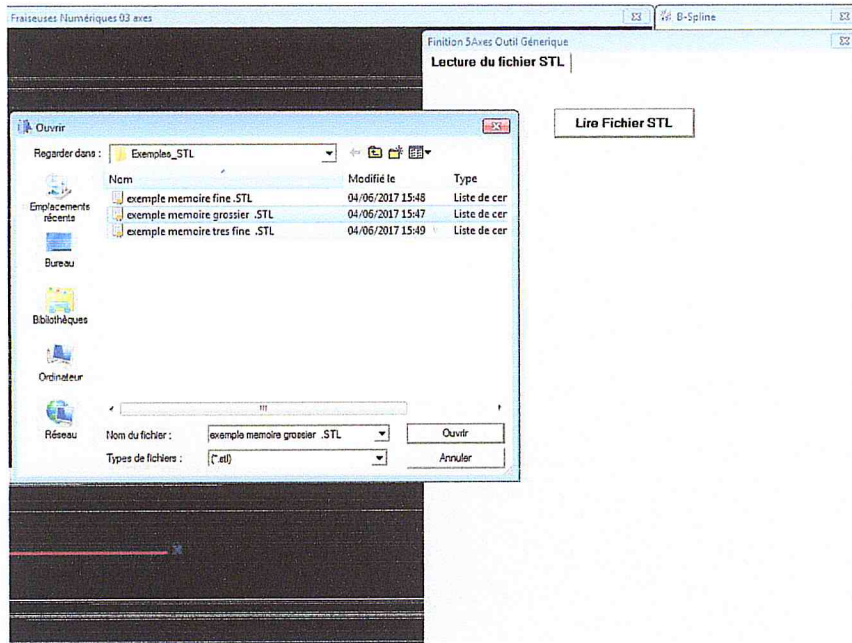 Fraiseuses Numériques 03 axes
B-Spline
Finition 5Axes Outil Générique
Lecture du fichier STL
Lire Fichier STL
Ouvrir
Regarder dans :
Exemples_STL
Nom Modifié le Type
exemple memoire fine .STL 04/06/2017 15:48 Liste de cer
exemple memoire grossier .STL 04/06/2017 15:47 Liste de cer
exemple memoire tres fine .STL 04/06/2017 15:49 Liste de cer
Emplacements
récents
Bureau
Bibliothèques
Ordinateur
Réseau
Nom du fichier : exemple memoire grossier .STL Ouvrir
Types de fichiers : (*.stl) Annuler
X